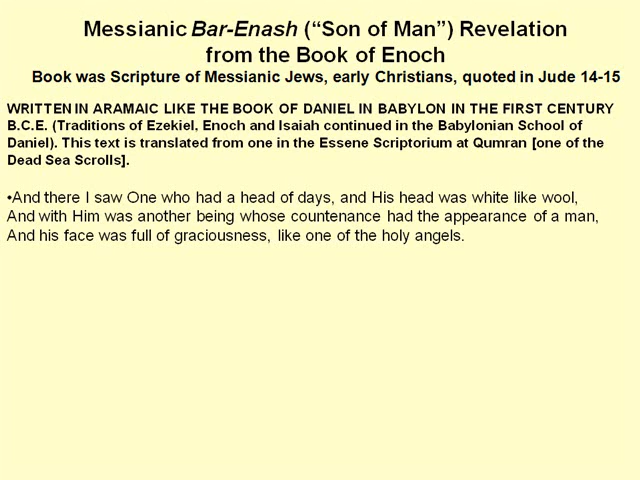 Messianic Bar-Enash (“Son of Man”) Revelation
from the Book of Enoch
Book was Scripture of Messianic Jews, early Christians, quoted in Jude 14-15
WRITTEN IN ARAMAIC LIKE THE BOOK OF DANIEL IN BABYLON IN THE FIRST CENTURY
B.C.E. (Traditions of Ezekiel, Enoch and Isaiah continued in the Babylonian School of
Daniel). This text is translated from one in the Essene Scriptorium at Qumran [one of the
Dead Sea Scrolls].
•And there I saw One who had a head of days, and His head was white like wool,
And with Him was another being whose countenance had the appearance of a man,
And his face was full of graciousness, like one of the holy angels.